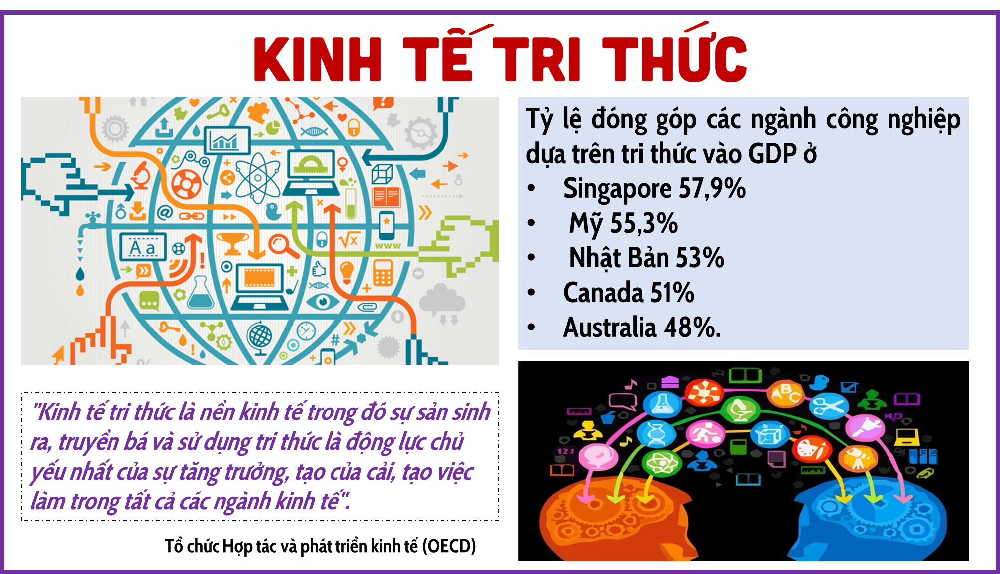 KINH TẾ TRI THỨC
Tỷ lệ đóng góp các ngành công nghiệp
dựa trên tri thức vào GDP ở
• Singapore 57,9%
• Mỹ 55,3%
• Nhật Bản 53%
• Canada 51%
• Australia 48%.
@
A a
www
√x
#
%
ABC
123
"Kinh tế tri thức là nền kinh tế trong đó sự sản sinh
ra, truyền bá và sử dụng tri thức là động lực chủ
yếu nhất của sự tăng trưởng, tạo của cải, tạo việc
làm trong tất cả các ngành kinh tế".
Tổ chức Hợp tác và phát triển kinh tế (OECD)